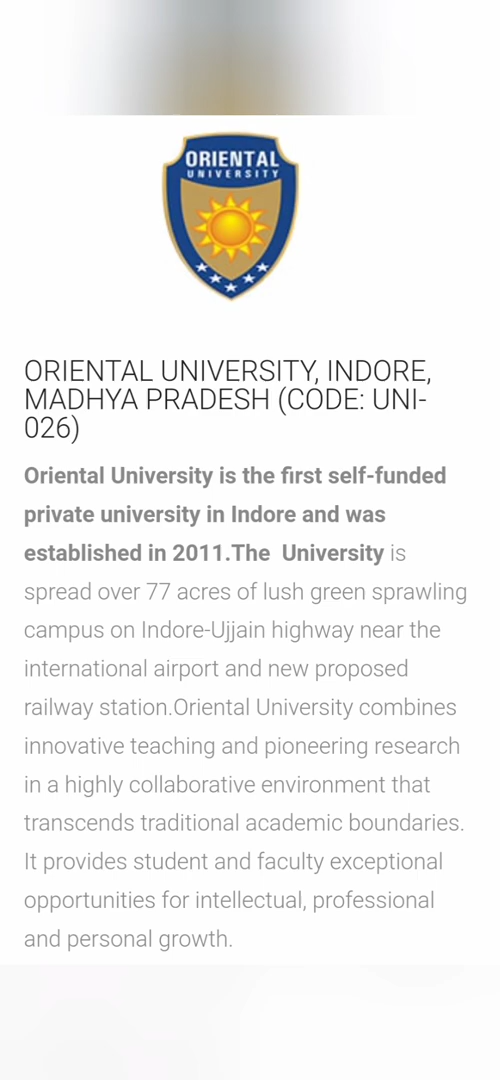 ORIENTAL
UNIVERSITY
ORIENTAL UNIVERSITY, INDORE,
MADHYA PRADESH (CODE: UNI-
026)
Oriental University is the first self-funded
private university in Indore and was
established in 2011.The  University is
spread over 77 acres of lush green sprawling
campus on Indore-Ujjain highway near the
international airport and new proposed
railway station.Oriental University combines
innovative teaching and pioneering research
in a highly collaborative environment that
transcends traditional academic boundaries.
It provides student and faculty exceptional
opportunities for intellectual, professional
and personal growth.